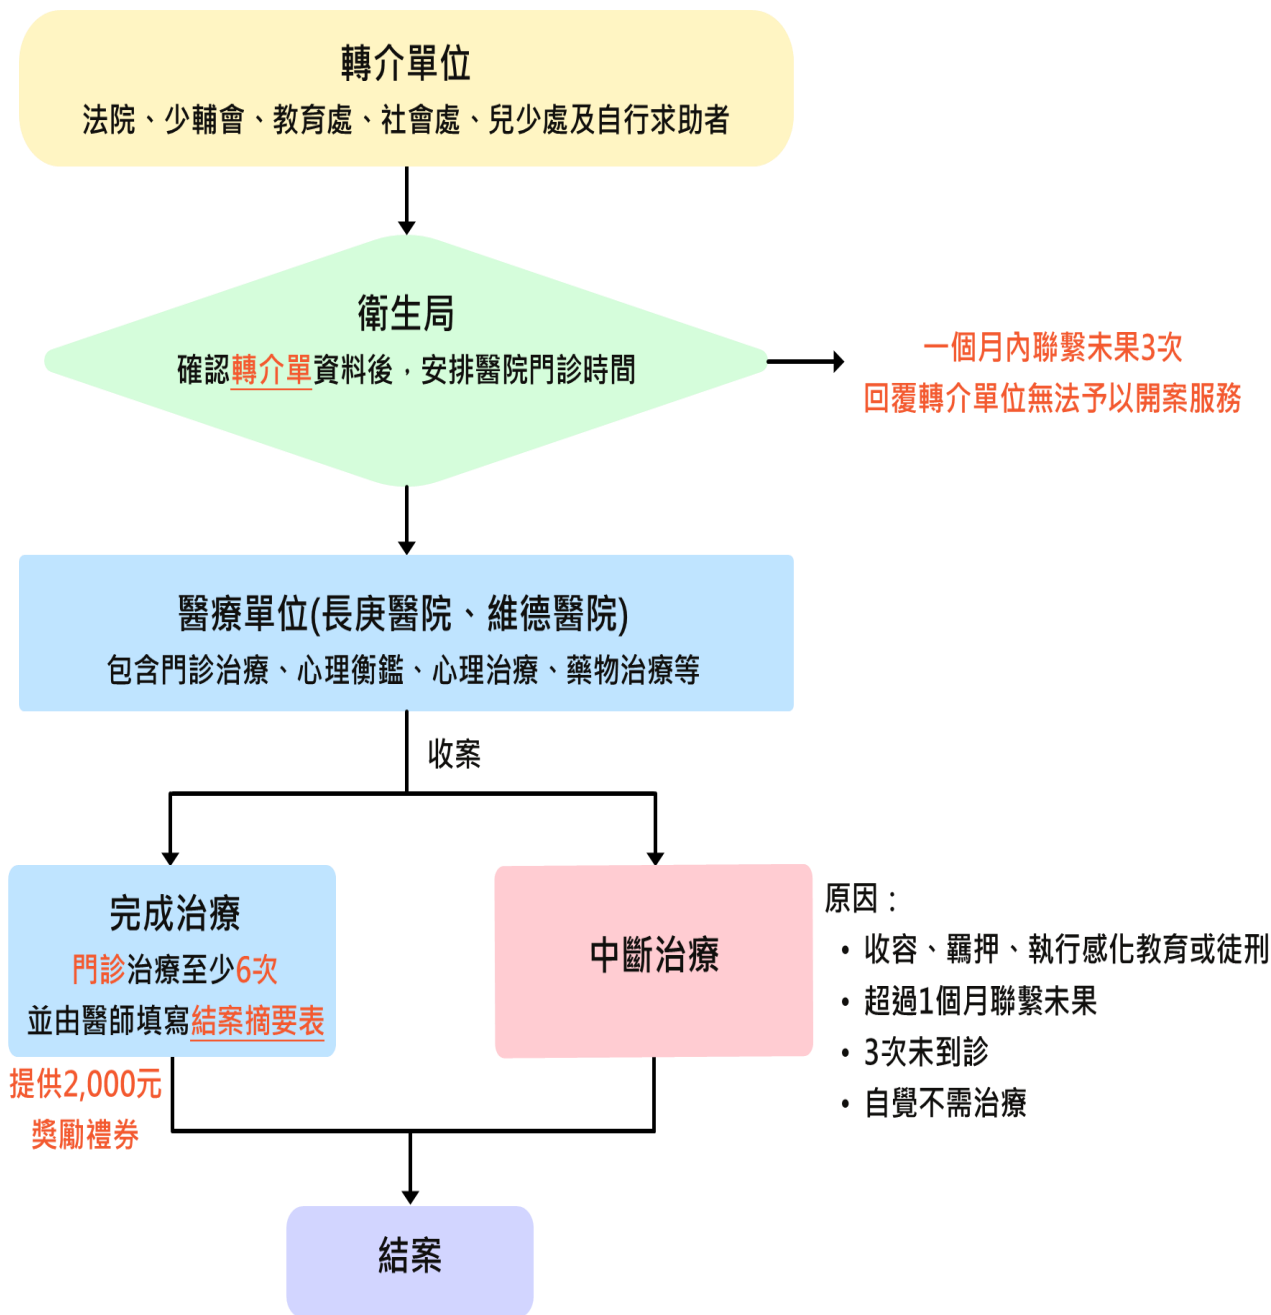 轉介單位
法院、少輔會、教育處、社會處、兒少處及自行求助者
衛生局
確認轉介單資料後，安排醫院門診時間
一個月內聯繫未果3次
回覆轉介單位無法予以開案服務
醫療單位(長庚醫院、維德醫院)
包含門診治療、心理衡鑑、心理治療、藥物治療等
收案
完成治療
門診治療至少6次
並由醫師填寫結案摘要表
提供2,000元
獎勵禮券
中斷治療
原因：
• 收容、羈押、執行感化教育或徒刑
• 超過1個月聯繫未果
• 3次未到診
• 自覺不需治療
結案